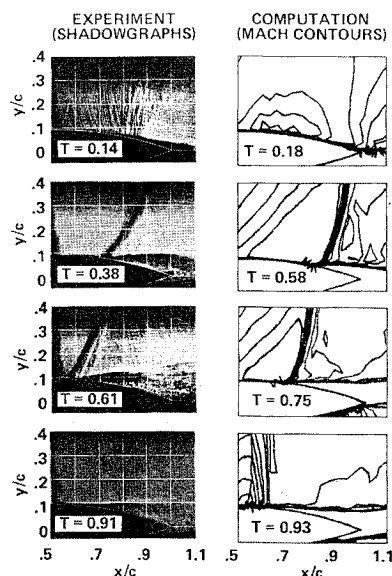 EXPERIMENT
(SHADOWGRAPHS)
COMPUTATION
(MACH CONTOURS)
.4
.3
.2
.1
0
y/c
T = 0.14
y/c
T = 0.18
.4
.3
.2
.1
0
y/c
T = 0.38
y/c
T = 0.58
.4
.3
.2
.1
0
y/c
T = 0.61
y/c
T = 0.75
.4
.3
.2
.1
0
y/c
T = 0.91
y/c
T = 0.93
.5 .7 .9 1.1
x/c
.5 .7 .9 1.1
x/c